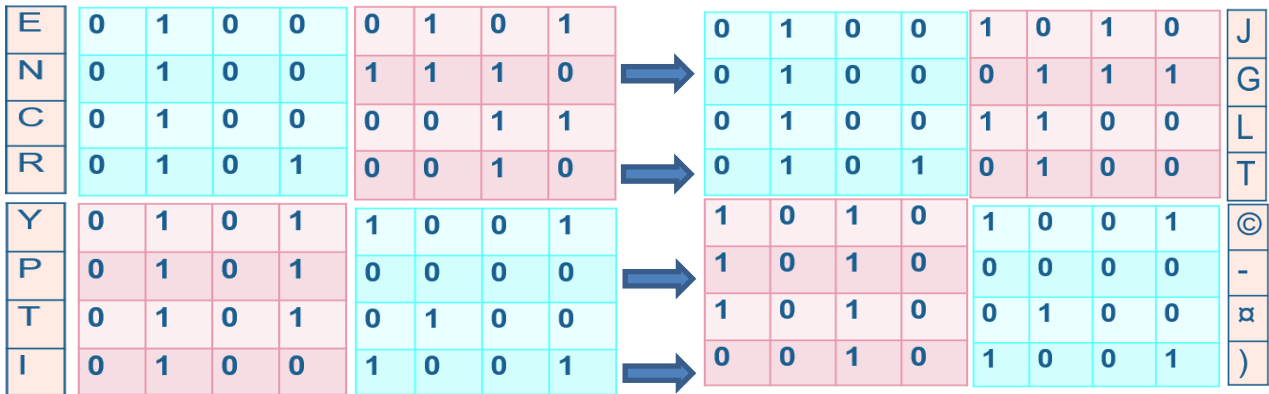 E 0 1 0 0 0 1 0 1 0 1 0 0 1 0 1 0 J
N 0 1 0 0 1 1 1 0 0 1 0 0 0 1 1 1 G
C 0 1 0 0 0 0 1 1 0 1 0 0 1 1 0 0 L
R 0 1 0 1 0 0 1 0 0 1 0 1 0 1 0 0 T
Y 0 1 0 1 1 0 0 1 1 0 1 0 1 0 0 1 ©
P 0 1 0 1 0 0 0 0 1 0 1 0 0 0 0 0 -
T 0 1 0 1 0 1 0 0 1 0 1 0 0 1 0 0 ¤
I 0 1 0 0 1 0 0 1 0 0 1 0 1 0 0 1 )